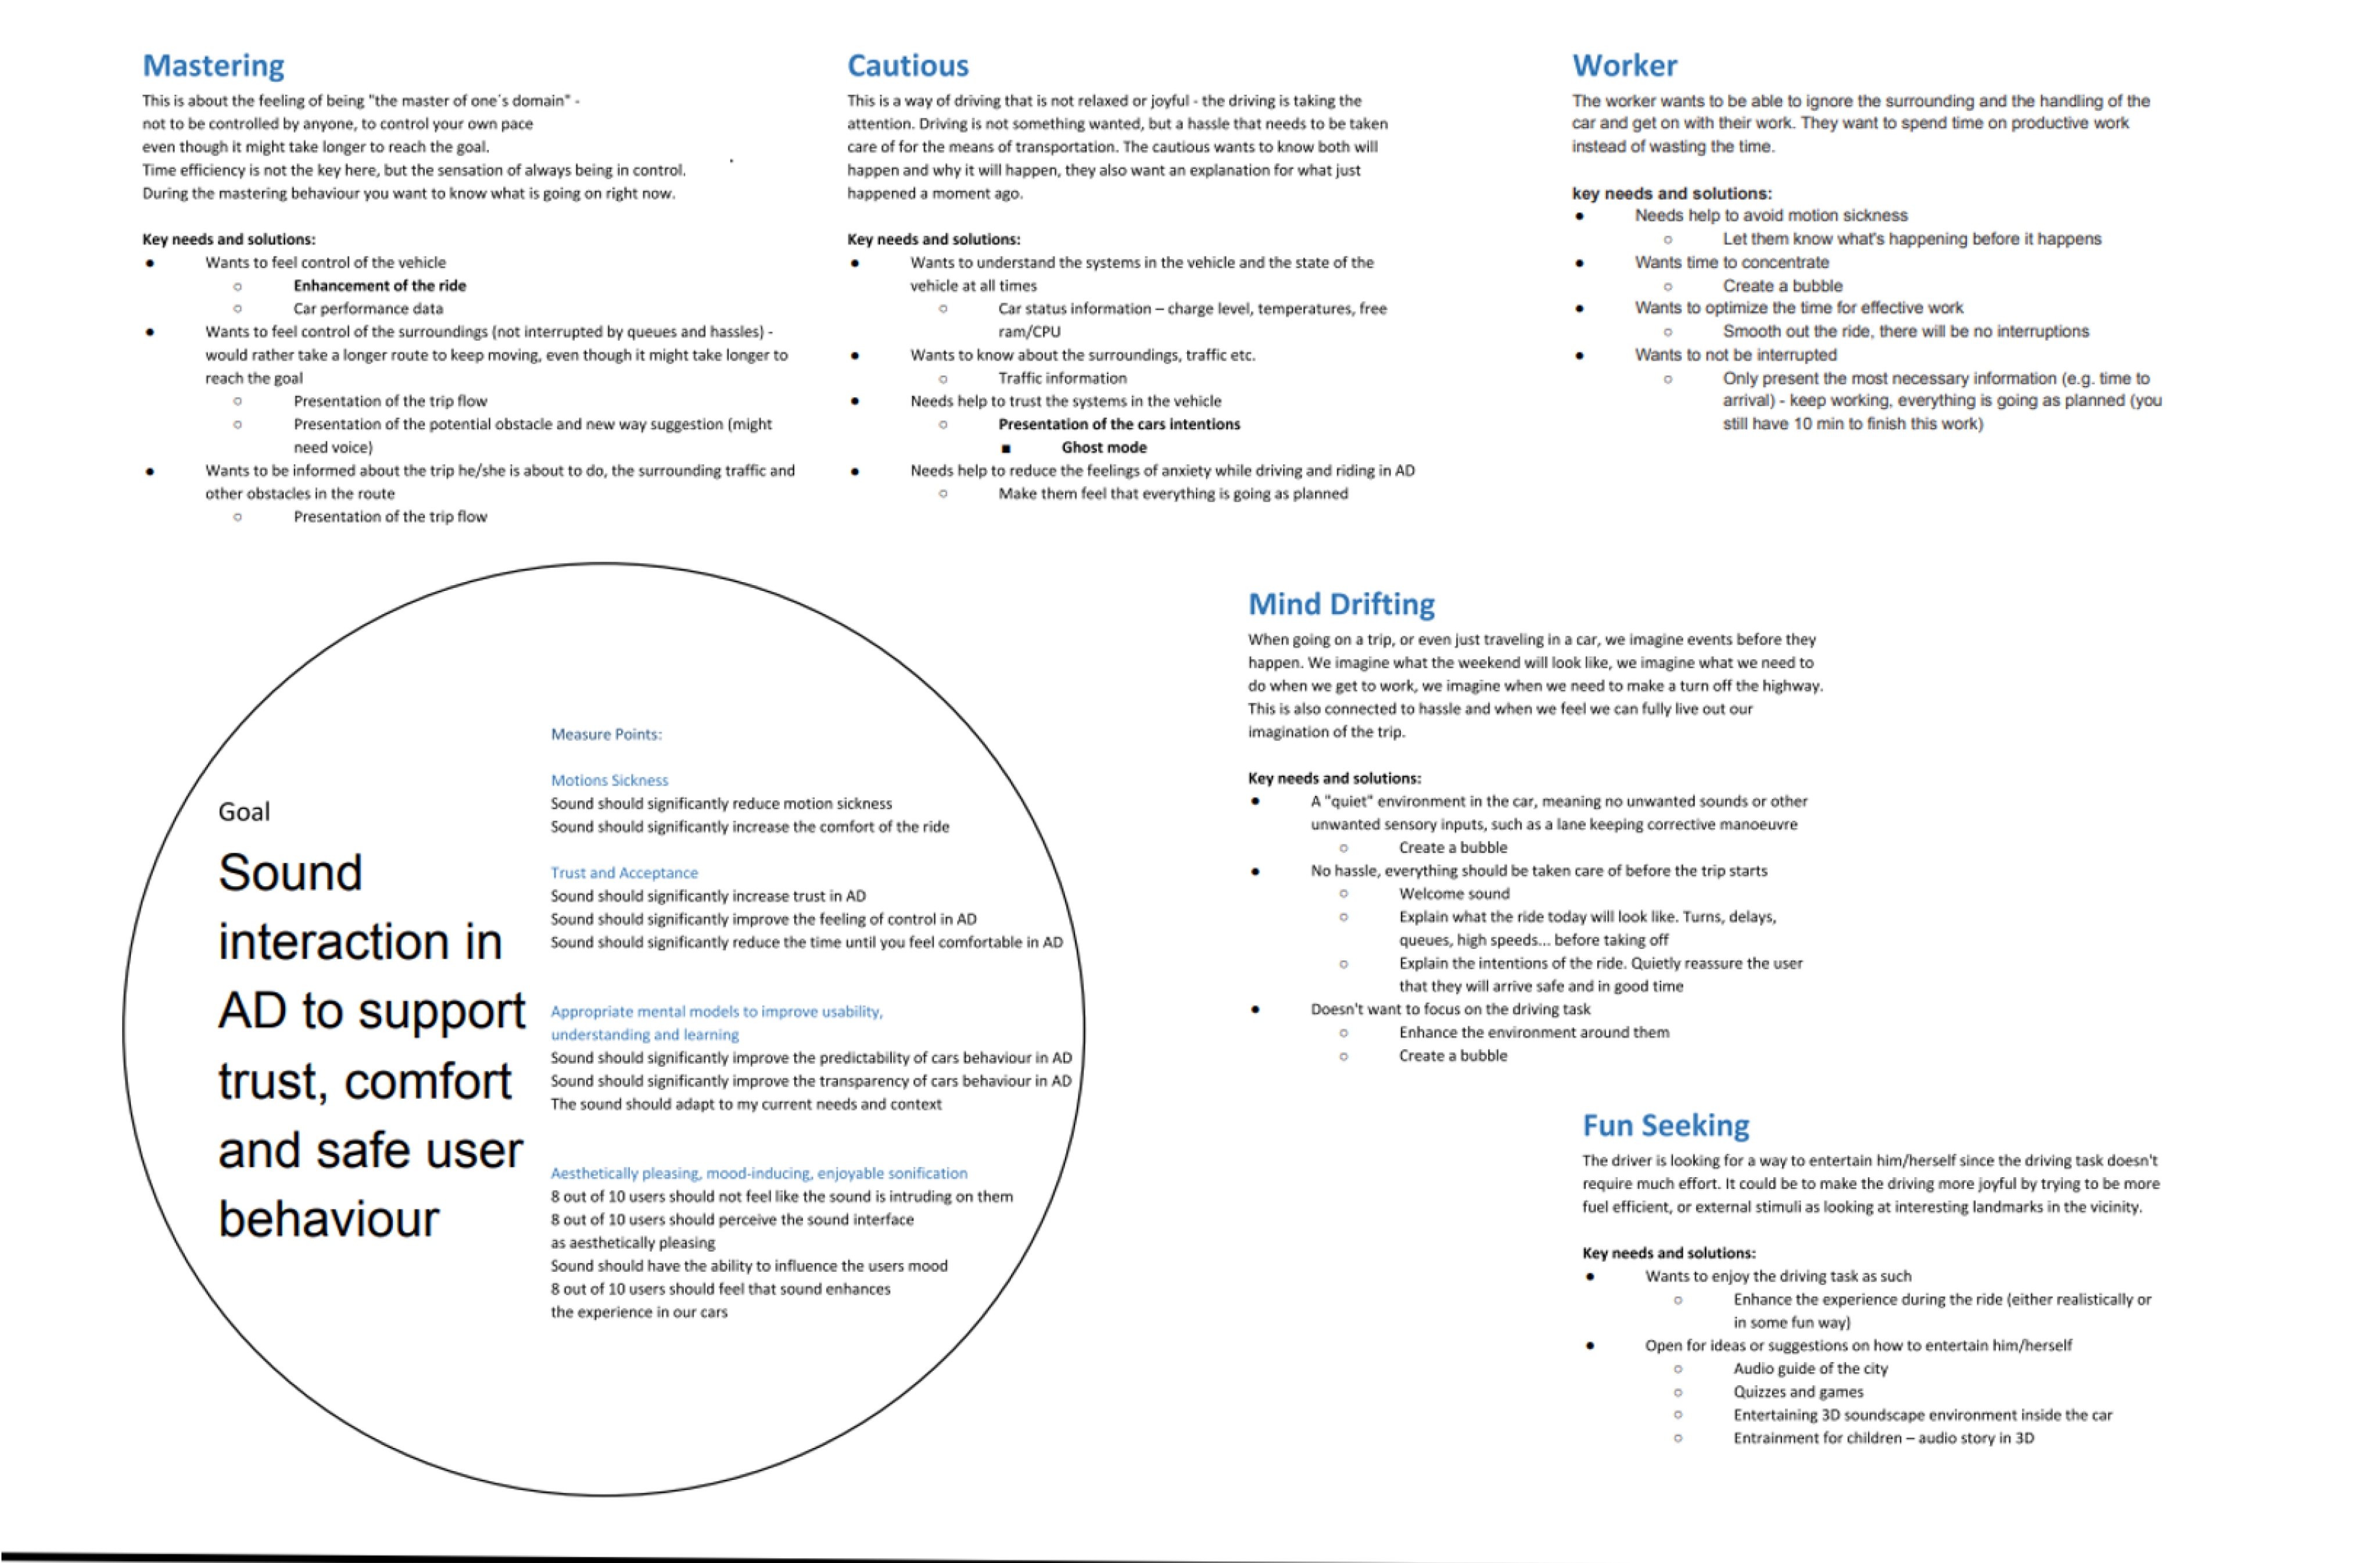 Mastering
This is about the feeling of being "the master of one's domain" -
not to be controlled by anyone, to control your own pace
even though it might take longer to reach the goal.
Time efficiency is not the key here, but the sensation of always being in control.
During the mastering behaviour you want to know what is going on right now.
Key needs and solutions:
● Wants to feel control of the vehicle
○ Enhancement of the ride
○ Car performance data
● Wants to feel control of the surroundings (not interrupted by queues and hassles) -
would rather take a longer route to keep moving, even though it might take longer to
reach the goal
○ Presentation of the trip flow
○ Presentation of the potential obstacle and new way suggestion (might
need voice)
● Wants to be informed about the trip he/she is about to do, the surrounding traffic and
other obstacles in the route
○ Presentation of the trip flow
Cautious
This is a way of driving that is not relaxed or joyful - the driving is taking the
attention. Driving is not something wanted, but a hassle that needs to be taken
care of for the means of transportation. The cautious wants to know both will
happen and why it will happen, they also want an explanation for what just
happened a moment ago.
Key needs and solutions:
● Wants to understand the systems in the vehicle and the state of the
vehicle at all times
○ Car status information – charge level, temperatures, free
ram/CPU
● Wants to know about the surroundings, traffic etc.
○ Traffic information
● Needs help to trust the systems in the vehicle
○ Presentation of the cars intentions
■ Ghost mode
● Needs help to reduce the feelings of anxiety while driving and riding in AD
○ Make them feel that everything is going as planned
Worker
The worker wants to be able to ignore the surrounding and the handling of the
car and get on with their work. They want to spend time on productive work
instead of wasting the time.
key needs and solutions:
● Needs help to avoid motion sickness
○ Let them know what's happening before it happens
● Wants time to concentrate
○ Create a bubble
● Wants to optimize the time for effective work
○ Smooth out the ride, there will be no interruptions
● Wants to not be interrupted
○ Only present the most necessary information (e.g. time to
arrival) - keep working, everything is going as planned (you
still have 10 min to finish this work)
Goal
Sound
interaction in
AD to support
trust, comfort
and safe user
behaviour
Measure Points:
Motions Sickness
Sound should significantly reduce motion sickness
Sound should significantly increase the comfort of the ride
Trust and Acceptance
Sound should significantly increase trust in AD
Sound should significantly improve the feeling of control in AD
Sound should significantly reduce the time until you feel comfortable in AD
Appropriate mental models to improve usability,
understanding and learning
Sound should significantly improve the predictability of cars behaviour in AD
Sound should significantly improve the transparency of cars behaviour in AD
The sound should adapt to my current needs and context
Aesthetically pleasing, mood-inducing, enjoyable sonification
8 out of 10 users should not feel like the sound is intruding on them
8 out of 10 users should perceive the sound interface
as aesthetically pleasing
Sound should have the ability to influence the users mood
8 out of 10 users should feel that sound enhances
the experience in our cars
Mind Drifting
When going on a trip, or even just traveling in a car, we imagine events before they
happen. We imagine what the weekend will look like, we imagine what we need to
do when we get to work, we imagine when we need to make a turn off the highway.
This is also connected to hassle and when we feel we can fully live out our
imagination of the trip.
Key needs and solutions:
● A "quiet" environment in the car, meaning no unwanted sounds or other
unwanted sensory inputs, such as a lane keeping corrective manoeuvre
○ Create a bubble
● No hassle, everything should be taken care of before the trip starts
○ Welcome sound
○ Explain what the ride today will look like. Turns, delays,
queues, high speeds... before taking off
○ Explain the intentions of the ride. Quietly reassure the user
that they will arrive safe and in good time
● Doesn't want to focus on the driving task
○ Enhance the environment around them
○ Create a bubble
Fun Seeking
The driver is looking for a way to entertain him/herself since the driving task doesn't
require much effort. It could be to make the driving more joyful by trying to be more
fuel efficient, or external stimuli as looking at interesting landmarks in the vicinity.
Key needs and solutions:
● Wants to enjoy the driving task as such
○ Enhance the experience during the ride (either realistically or
in some fun way)
● Open for ideas or suggestions on how to entertain him/herself
○ Audio guide of the city
○ Quizzes and games
○ Entertaining 3D soundscape environment inside the car
○ Entrainment for children – audio story in 3D